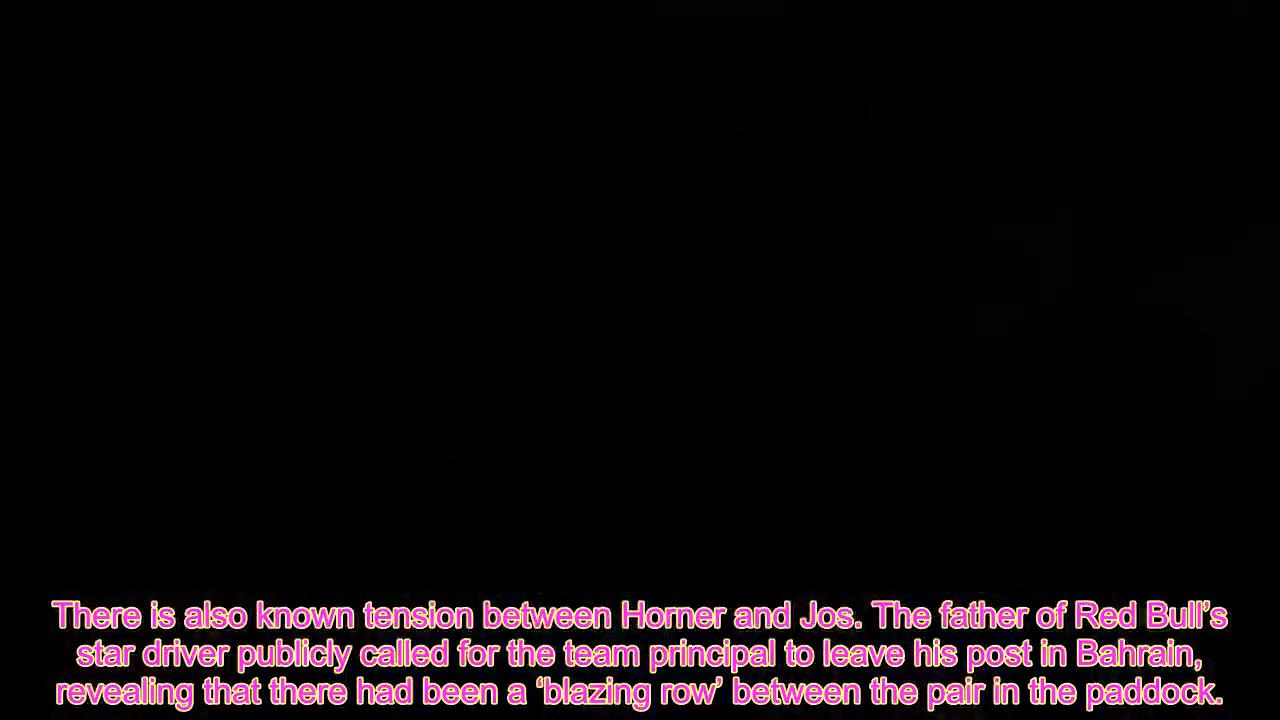 There is also known tension between Horner and Jos. The father of Red Bull’s
star driver publicly called for the team principal to leave his post in Bahrain,
revealing that there had been a ‘blazing row’ between the pair in the paddock.